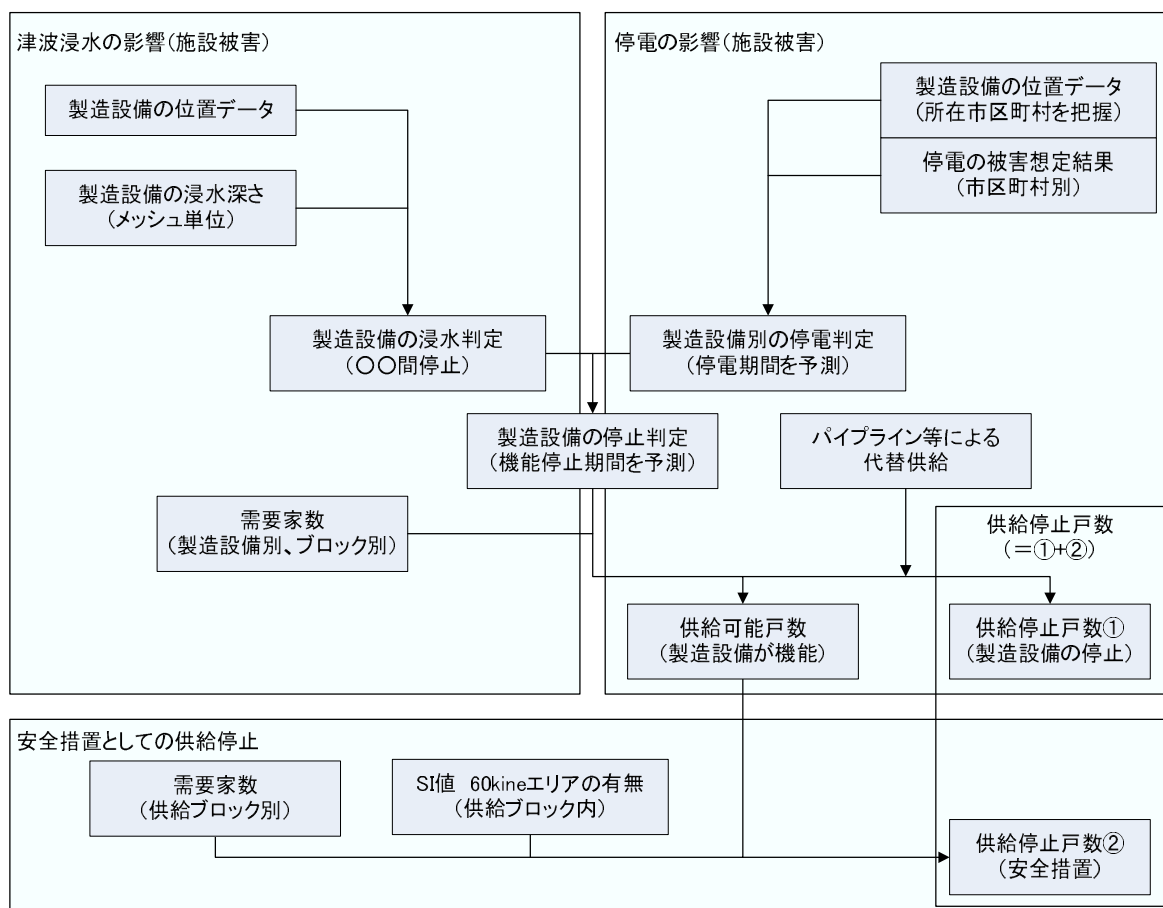 津波浸水の影響(施設被害)
製造設備の位置データ
製造設備の浸水深さ
(メッシュ単位)
停電の影響(施設被害)
製造設備の位置データ
(所在市区町村を把握)
停電の被害想定結果
(市区町村別)
製造設備の浸水判定
(〇〇間停止)
製造設備別の停電判定
(停電期間を予測)
製造設備の停止判定
(機能停止期間を予測)
パイプライン等による
代替供給
需要家数
(製造設備別、ブロック別)
供給停止戸数
(=①+②)
供給可能戸数
(製造設備が機能)
供給停止戸数①
(製造設備の停止)
安全措置としての供給停止
需要家数
(供給ブロック別)
SI値 60kineエリアの有無
(供給ブロック内)
供給停止戸数②
(安全措置)